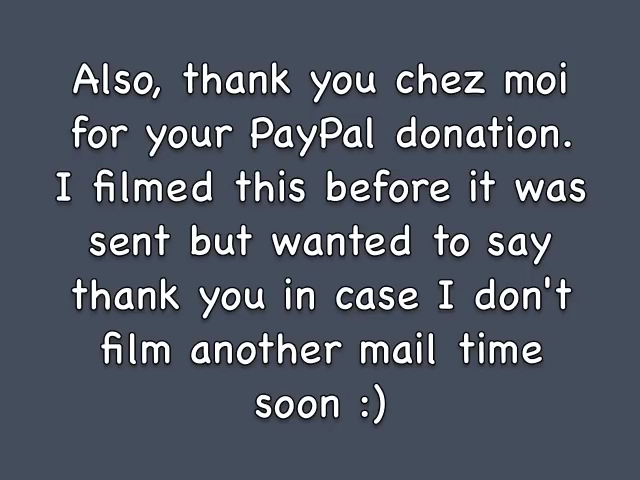 Also, thank you chez moi
for your PayPal donation.
I filmed this before it was
sent but wanted to say
thank you in case I don't
film another mail time
soon :)